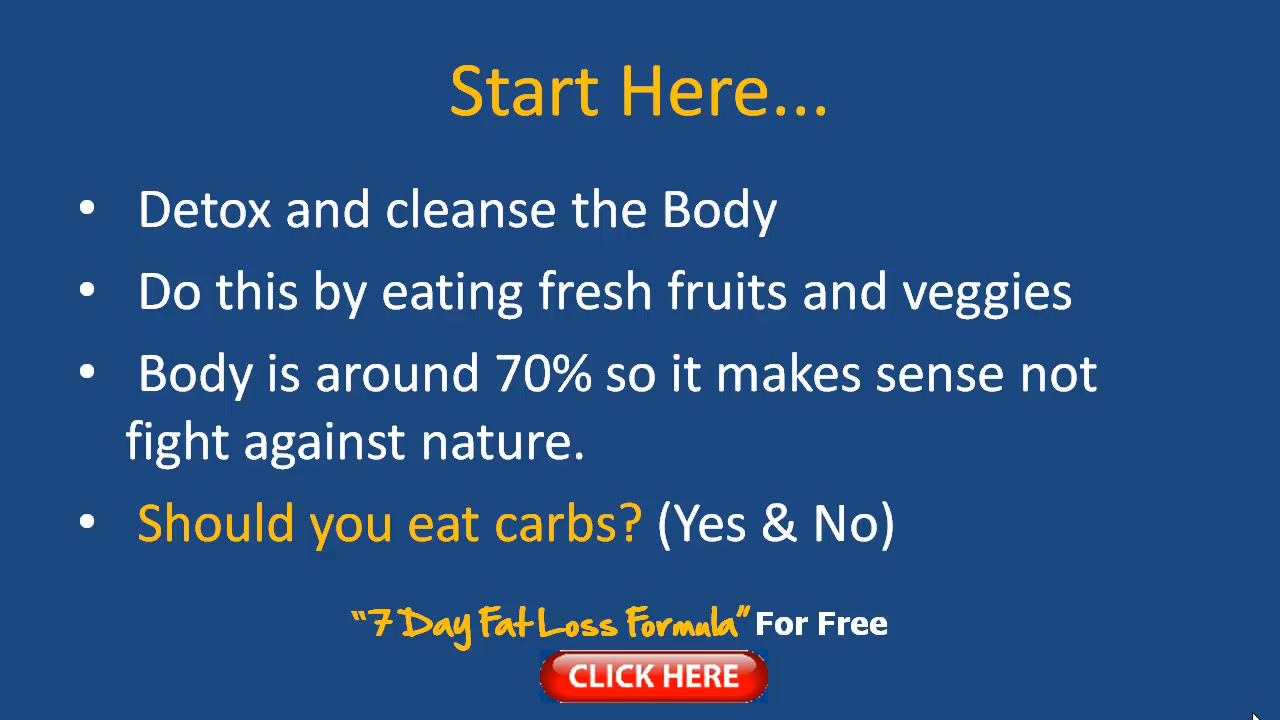 Start Here...
• Detox and cleanse the Body
• Do this by eating fresh fruits and veggies
• Body is around 70% so it makes sense not
fight against nature.
• Should you eat carbs? (Yes & No)
“7 Day Fat Loss Formula” For Free
CLICK HERE